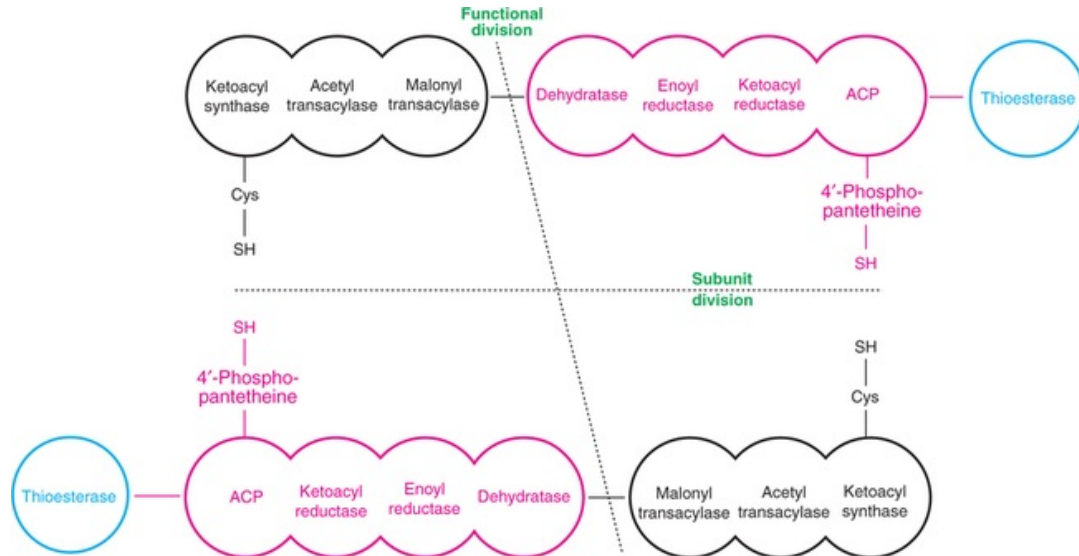 Functional
division
Ketoacyl
synthase
Acetyl
transacylase
Malonyl
transacylase
Dehydratase
Enoyl
reductase
Ketoacyl
reductase
ACP
Thioesterase
Cys
SH
4′-Phospho-
pantetheine
SH
Subunit
division
SH
4′-Phospho-
pantetheine
SH
Cys
Thioesterase
ACP
Ketoacyl
reductase
Enoyl
reductase
Dehydratase
Malonyl
transacylase
Acetyl
transacylase
Ketoacyl
synthase